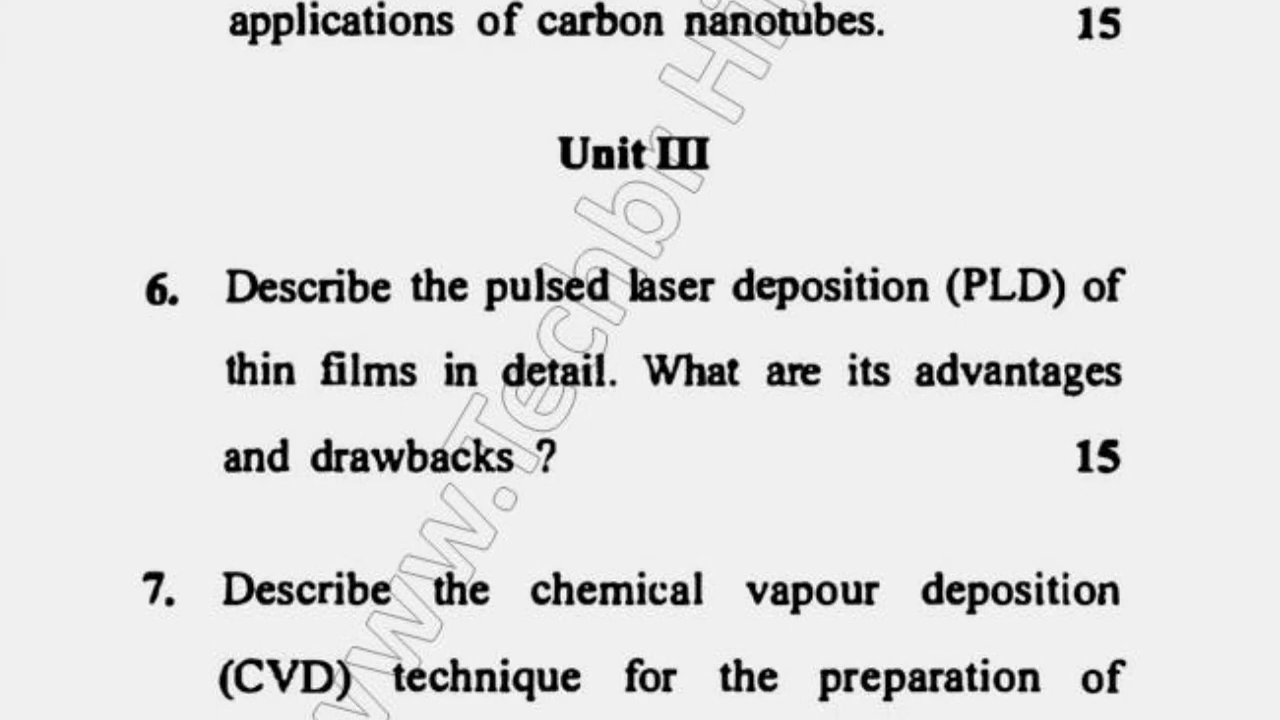 applications of carbon nanotubes. 15
Unit III
6. Describe the pulsed laser deposition (PLD) of
thin films in detail. What are its advantages
and drawbacks ? 15
7. Describe the chemical vapour deposition
(CVD) technique for the preparation of
www.Techbr